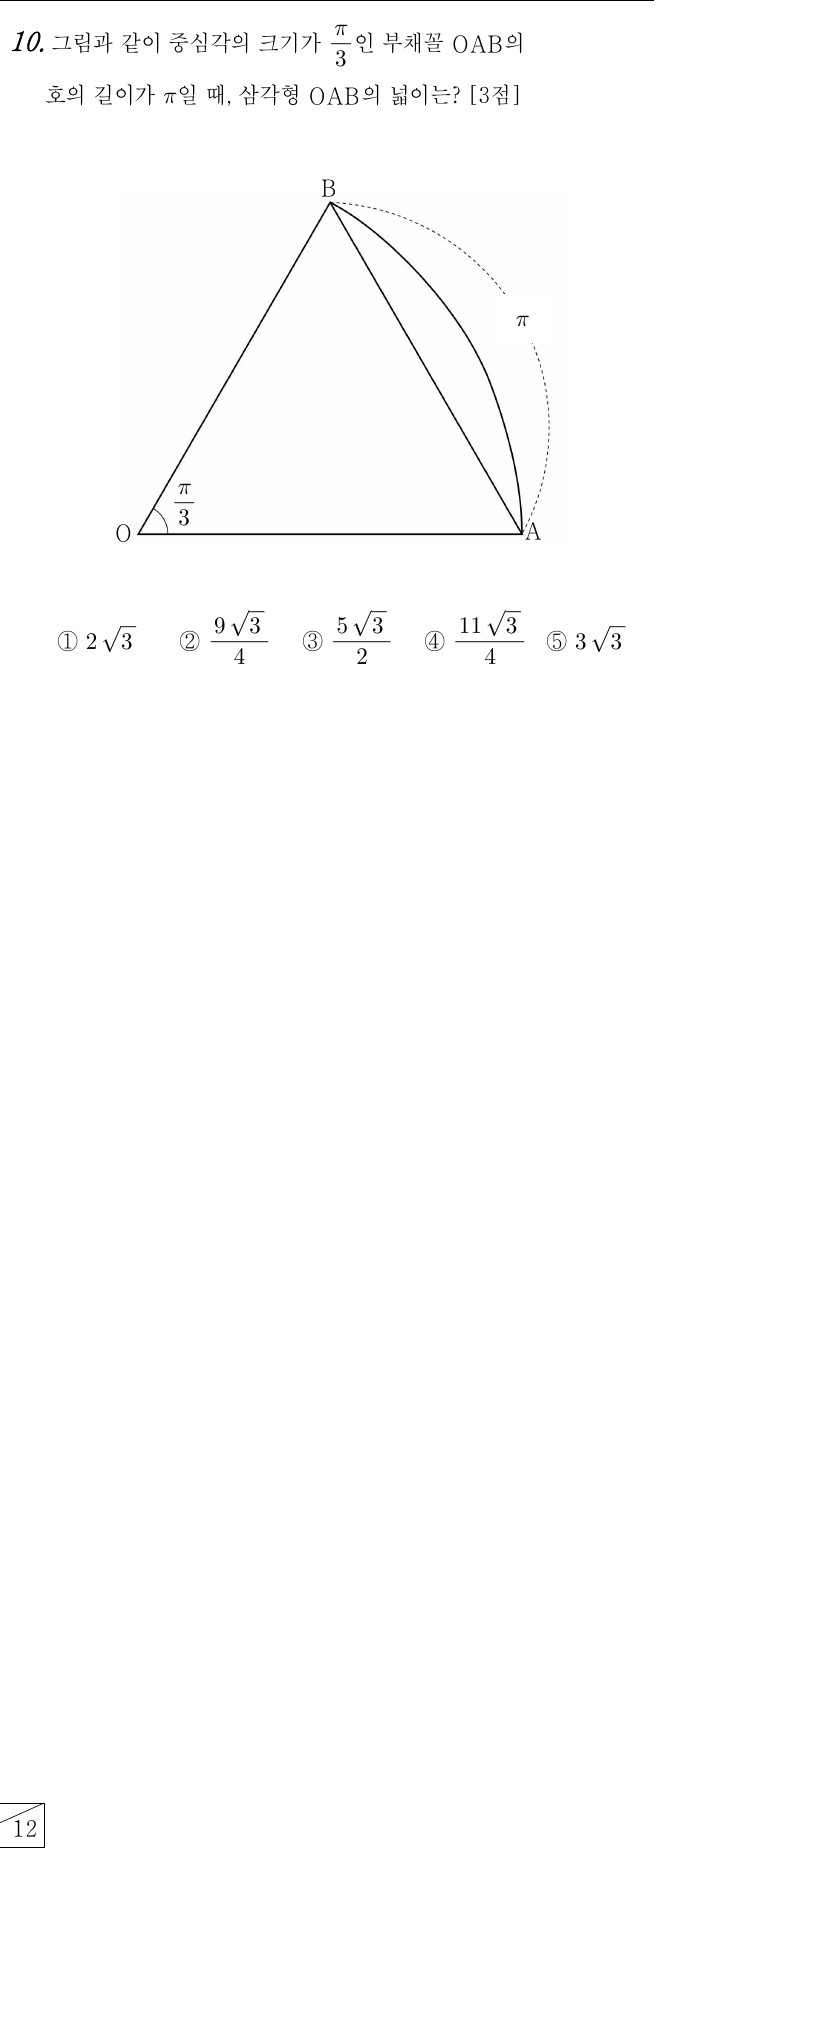 10. 그림과 같이 중심각의 크기가 π/3인 부채꼴 OAB의
호의 길이가 π일 때, 삼각형 OAB의 넓이는? [3점]
B
π
π/3
O
A
① 2√3 ② 9√3/4 ③ 5√3/2 ④ 11√3/4 ⑤ 3√3
12